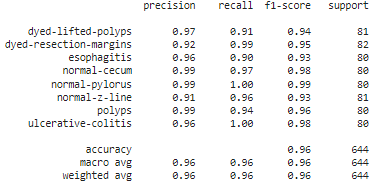 precision recall f1-score support
dyed-lifted-polyps 0.97 0.91 0.94 81
dyed-resection-margins 0.92 0.99 0.95 82
esophagitis 0.96 0.90 0.93 80
normal-cecum 0.99 0.97 0.98 80
normal-pylorus 0.99 1.00 0.99 80
normal-z-line 0.91 0.96 0.93 81
polyps 0.99 0.94 0.96 80
ulcerative-colitis 0.96 1.00 0.98 80
accuracy 0.96 644
macro avg 0.96 0.96 0.96 644
weighted avg 0.96 0.96 0.96 644